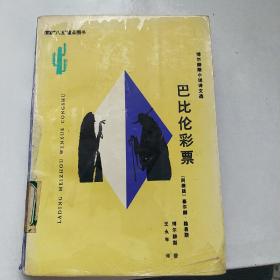 国家"八五"重点图书
博尔赫斯小说诗文选
巴比伦彩票
[阿根廷] 豪尔赫·路易斯
博尔赫斯 著
王永年 译
LADING MEIZHOU WENXUE CONGSHU